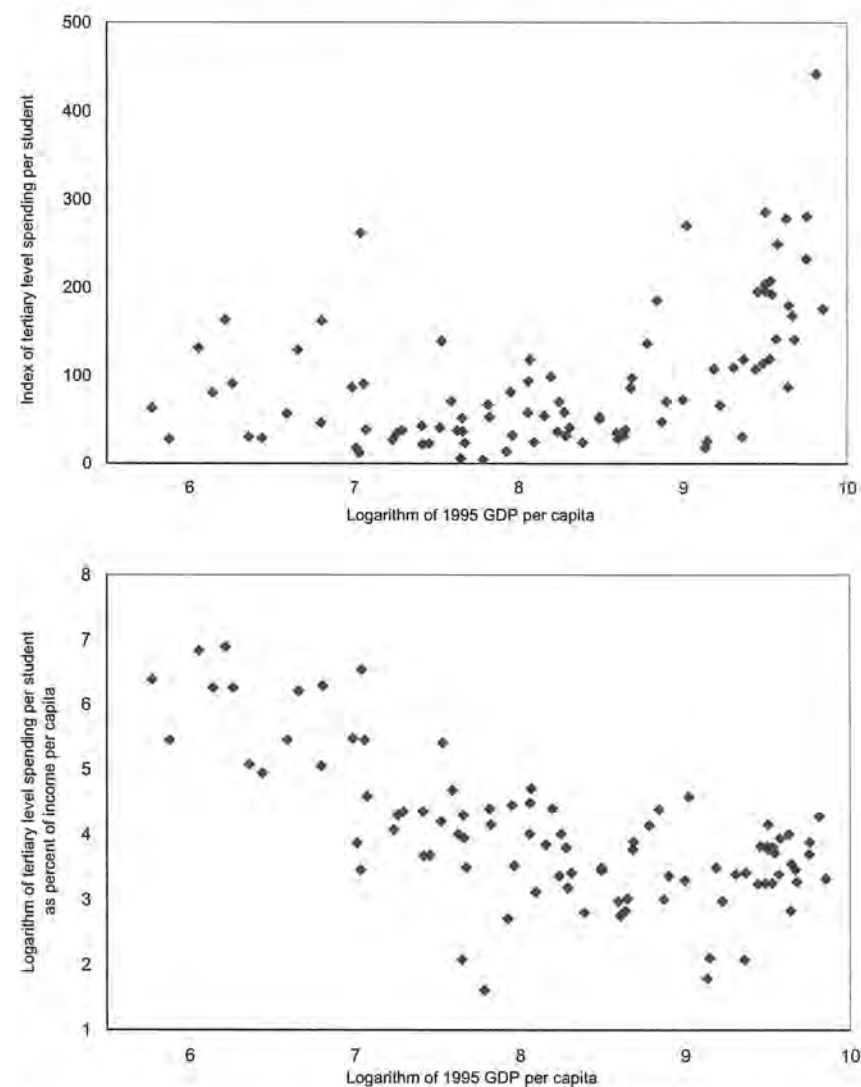 500
400
300
200
100
0
Index of tertiary level spending per student
6 7 8 9 10
Logarithm of 1995 GDP per capita
8
7
6
5
4
3
2
1
Logarithm of tertiary level spending per student
as percent of income per capita
6 7 8 9 10
Logarithm of 1995 GDP per capita